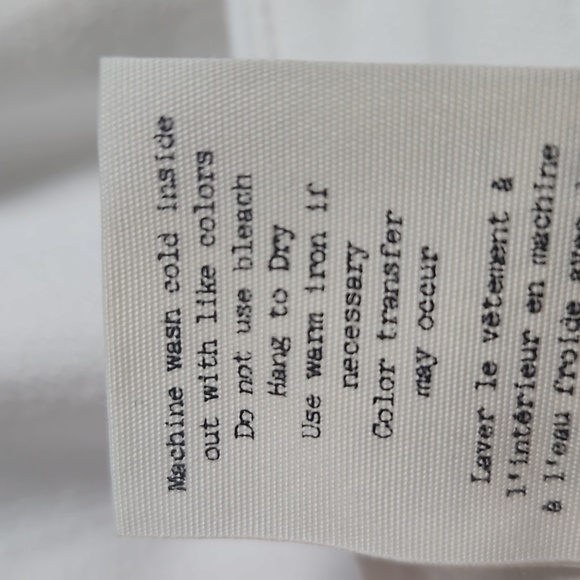 Machine wash cold inside
out with like colors
Do not use bleach
Hang to Dry
Use warm iron if
necessary
Color transfer
may occur
Laver le vêtement à
l'intérieur en machine
à l'eau froide avec